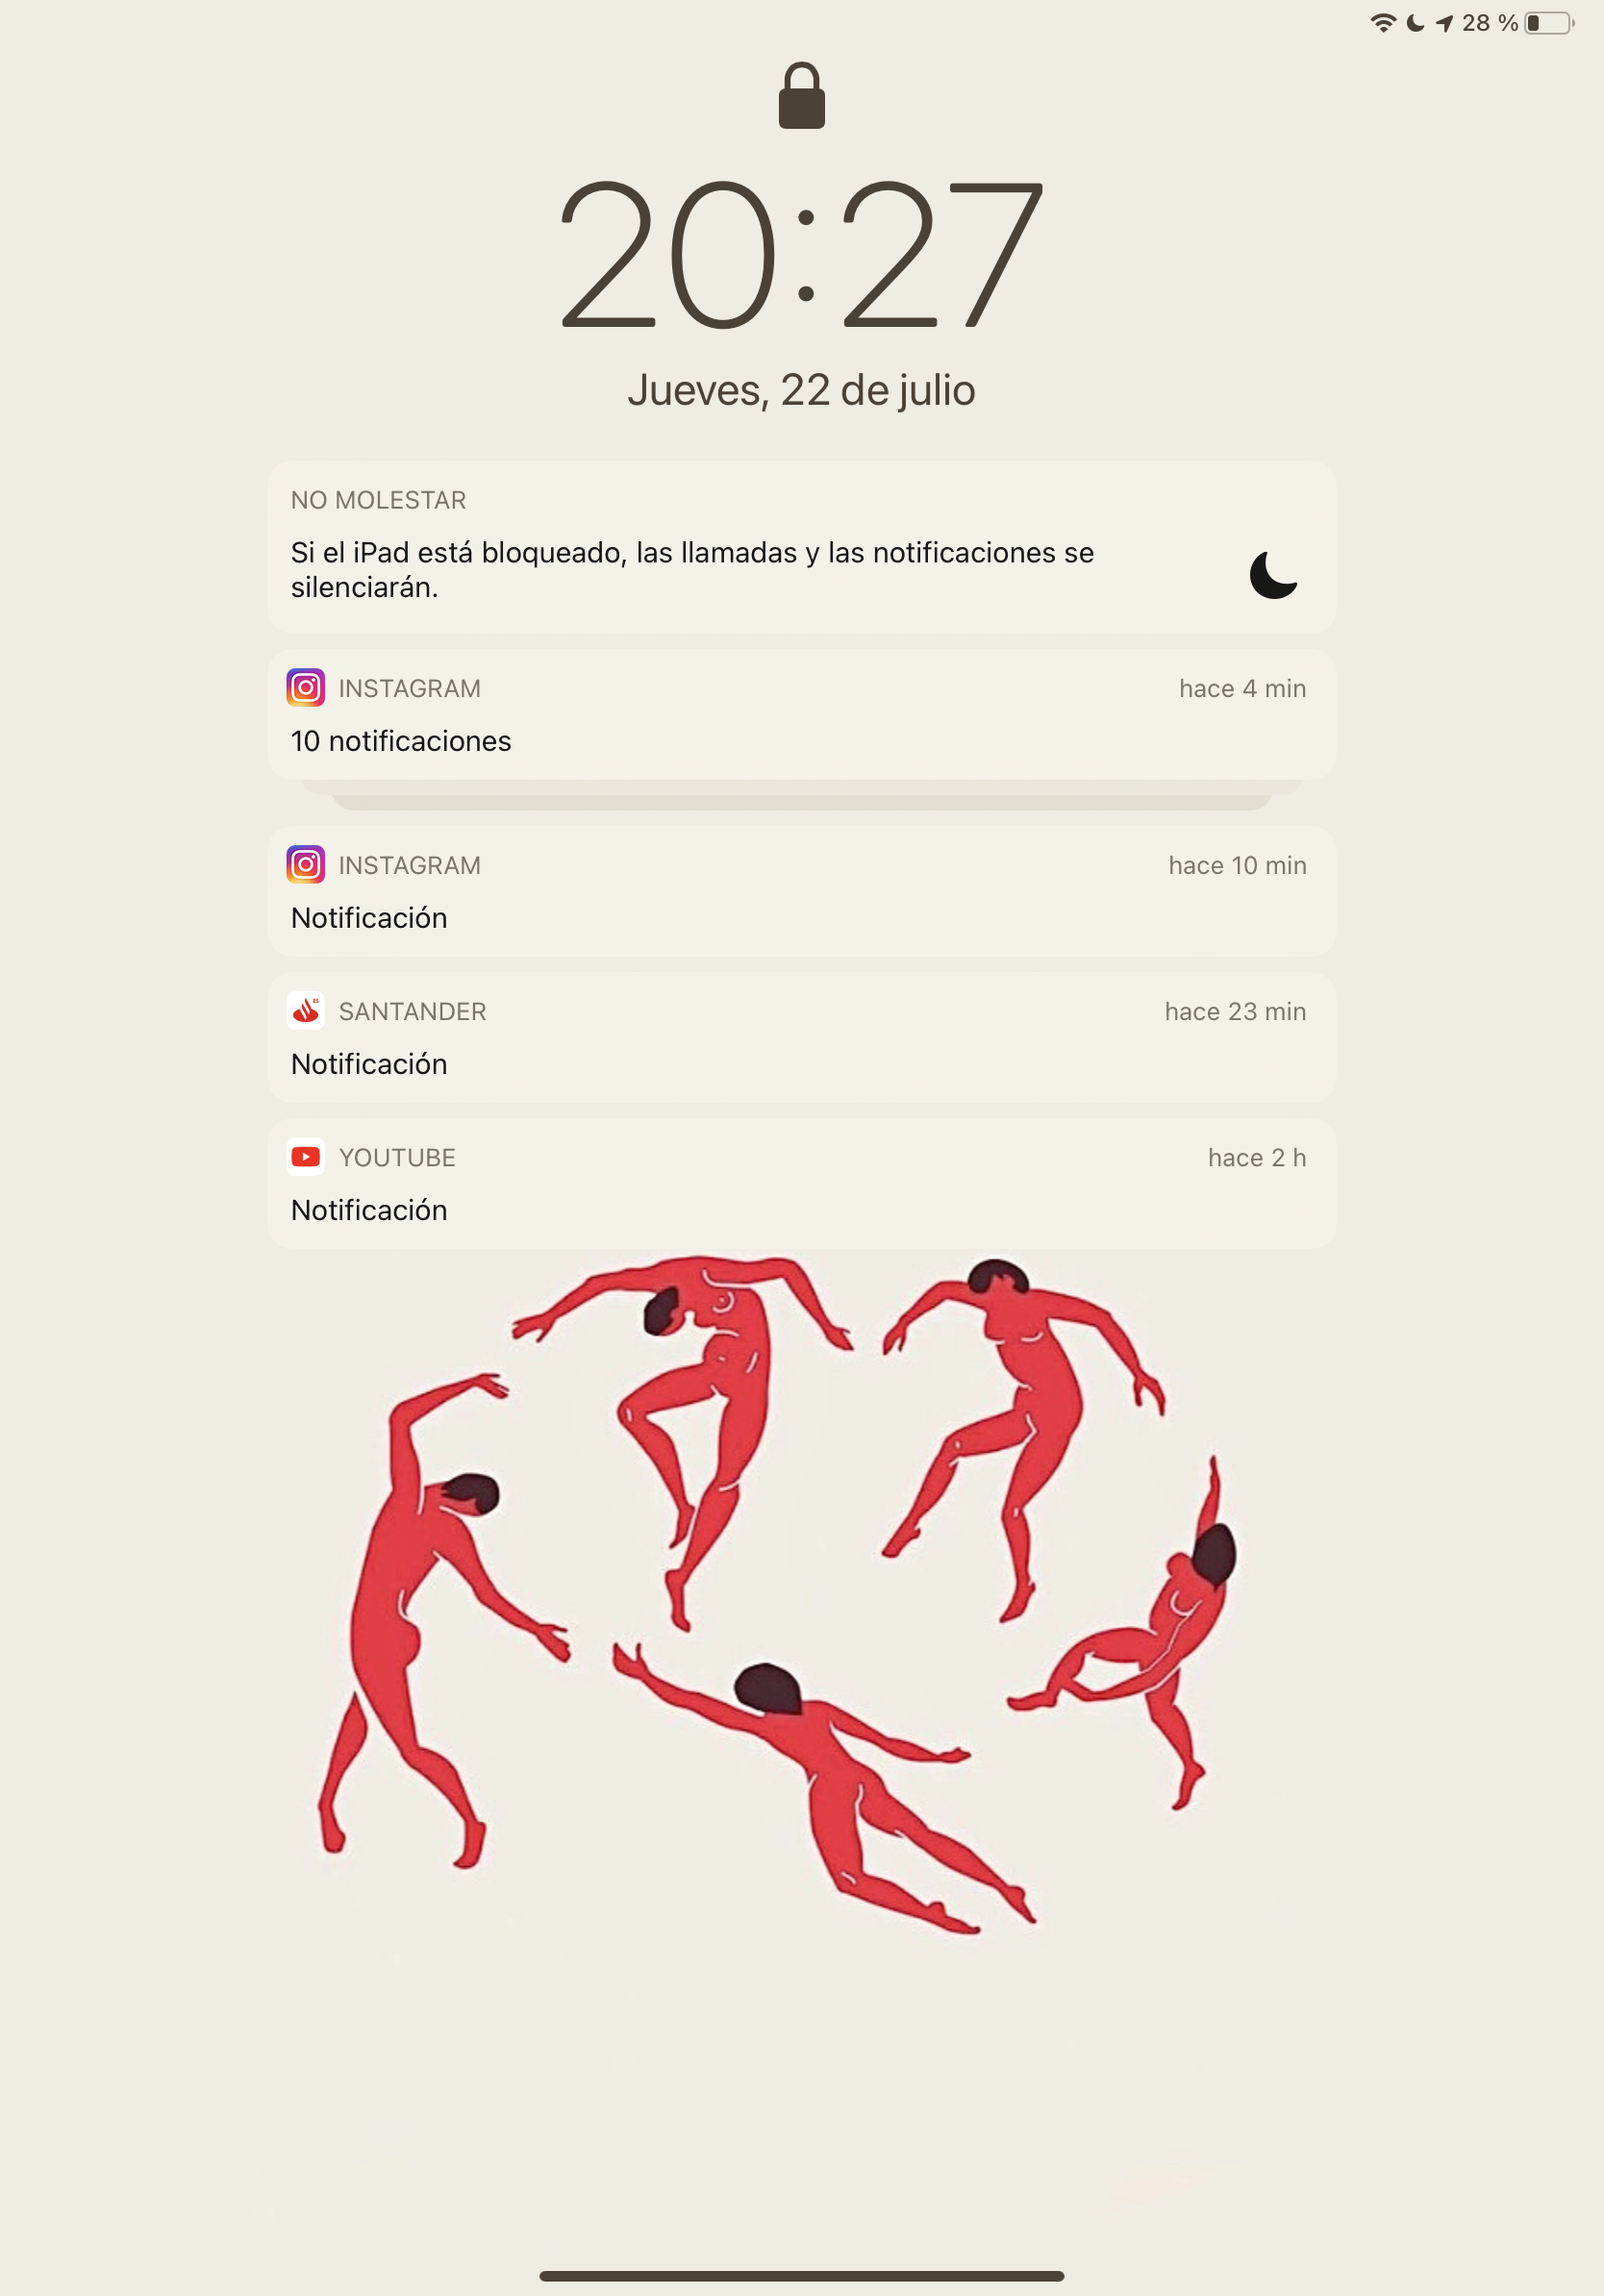 28 %
20:27
Jueves, 22 de julio
NO MOLESTAR
Si el iPad está bloqueado, las llamadas y las notificaciones se
silenciarán.
INSTAGRAM hace 4 min
10 notificaciones
INSTAGRAM hace 10 min
Notificación
SANTANDER hace 23 min
Notificación
YOUTUBE hace 2 h
Notificación